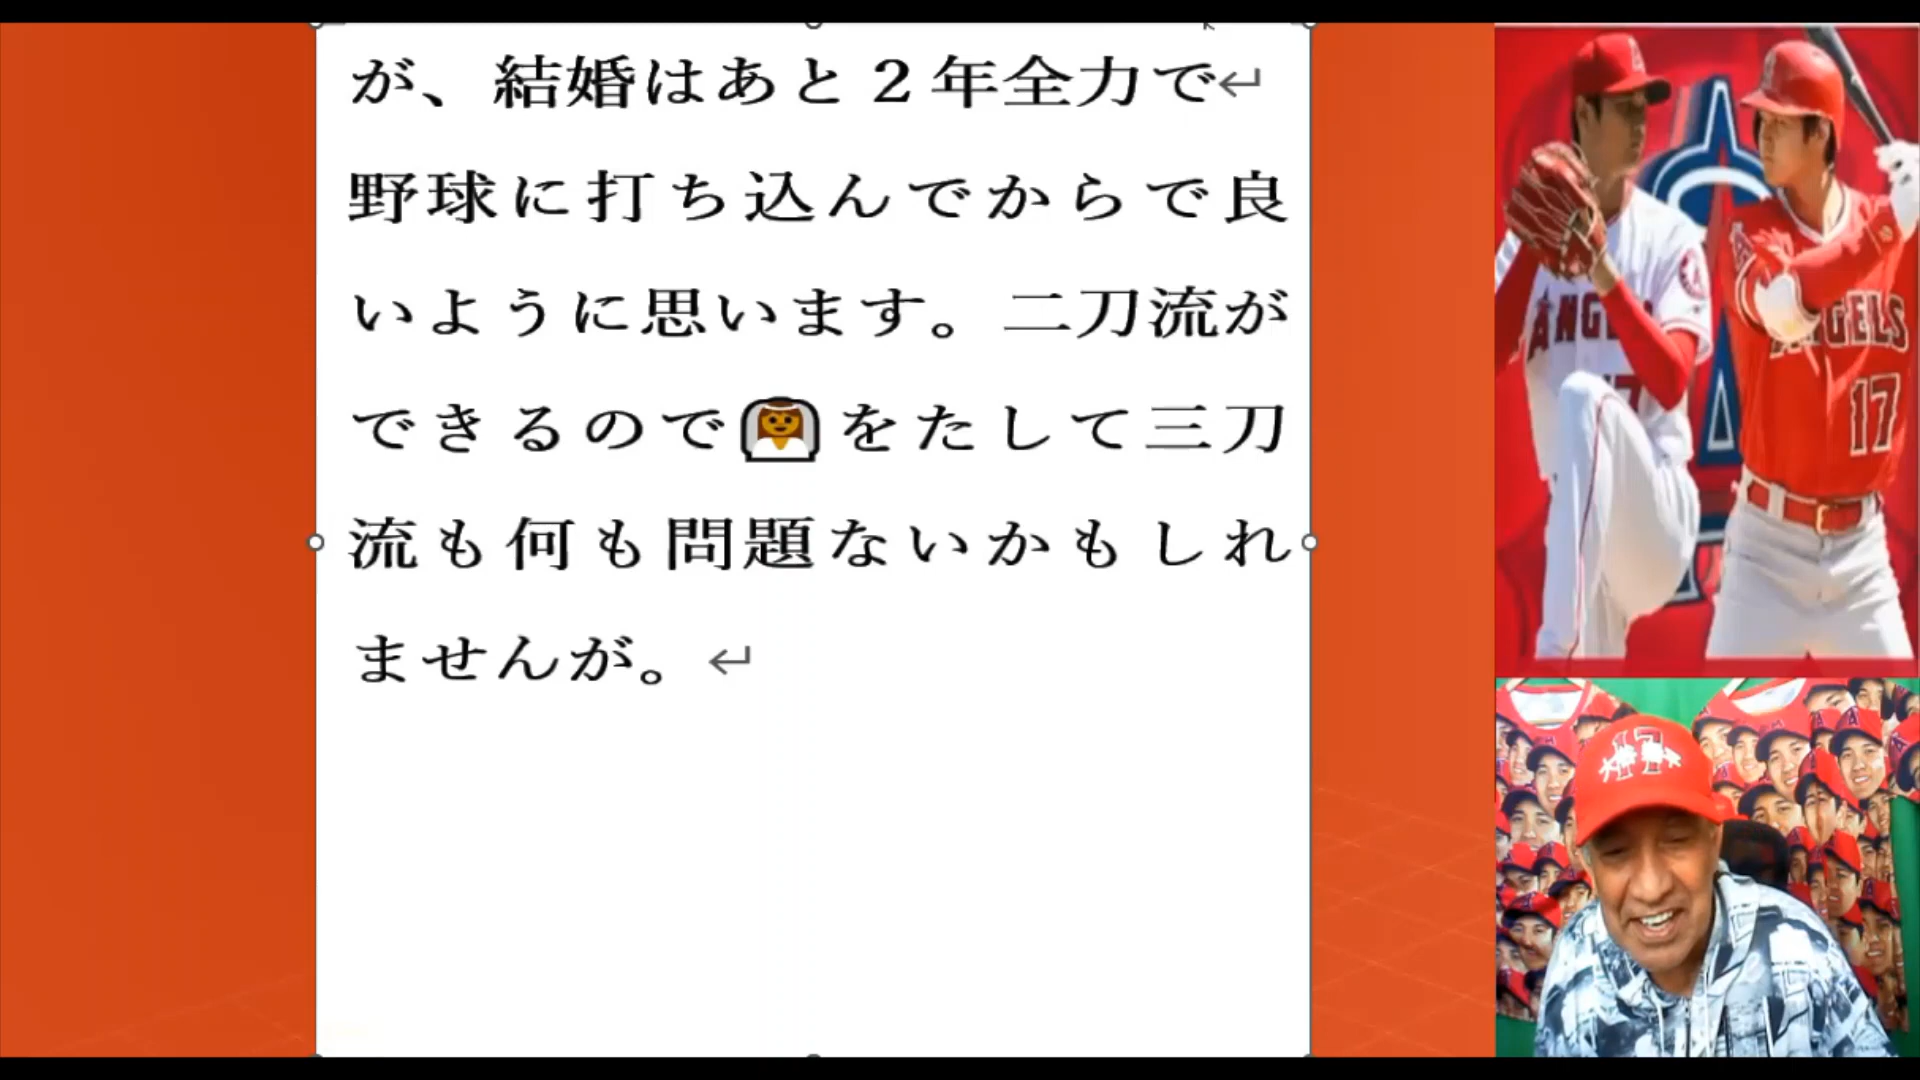 が、結婚はあと２年全力で
野球に打ち込んでからで良
いように思います。二刀流が
できるので👰🏾をたして三刀
流も何も問題ないかもしれ
ませんが。
ANGELS
17
17